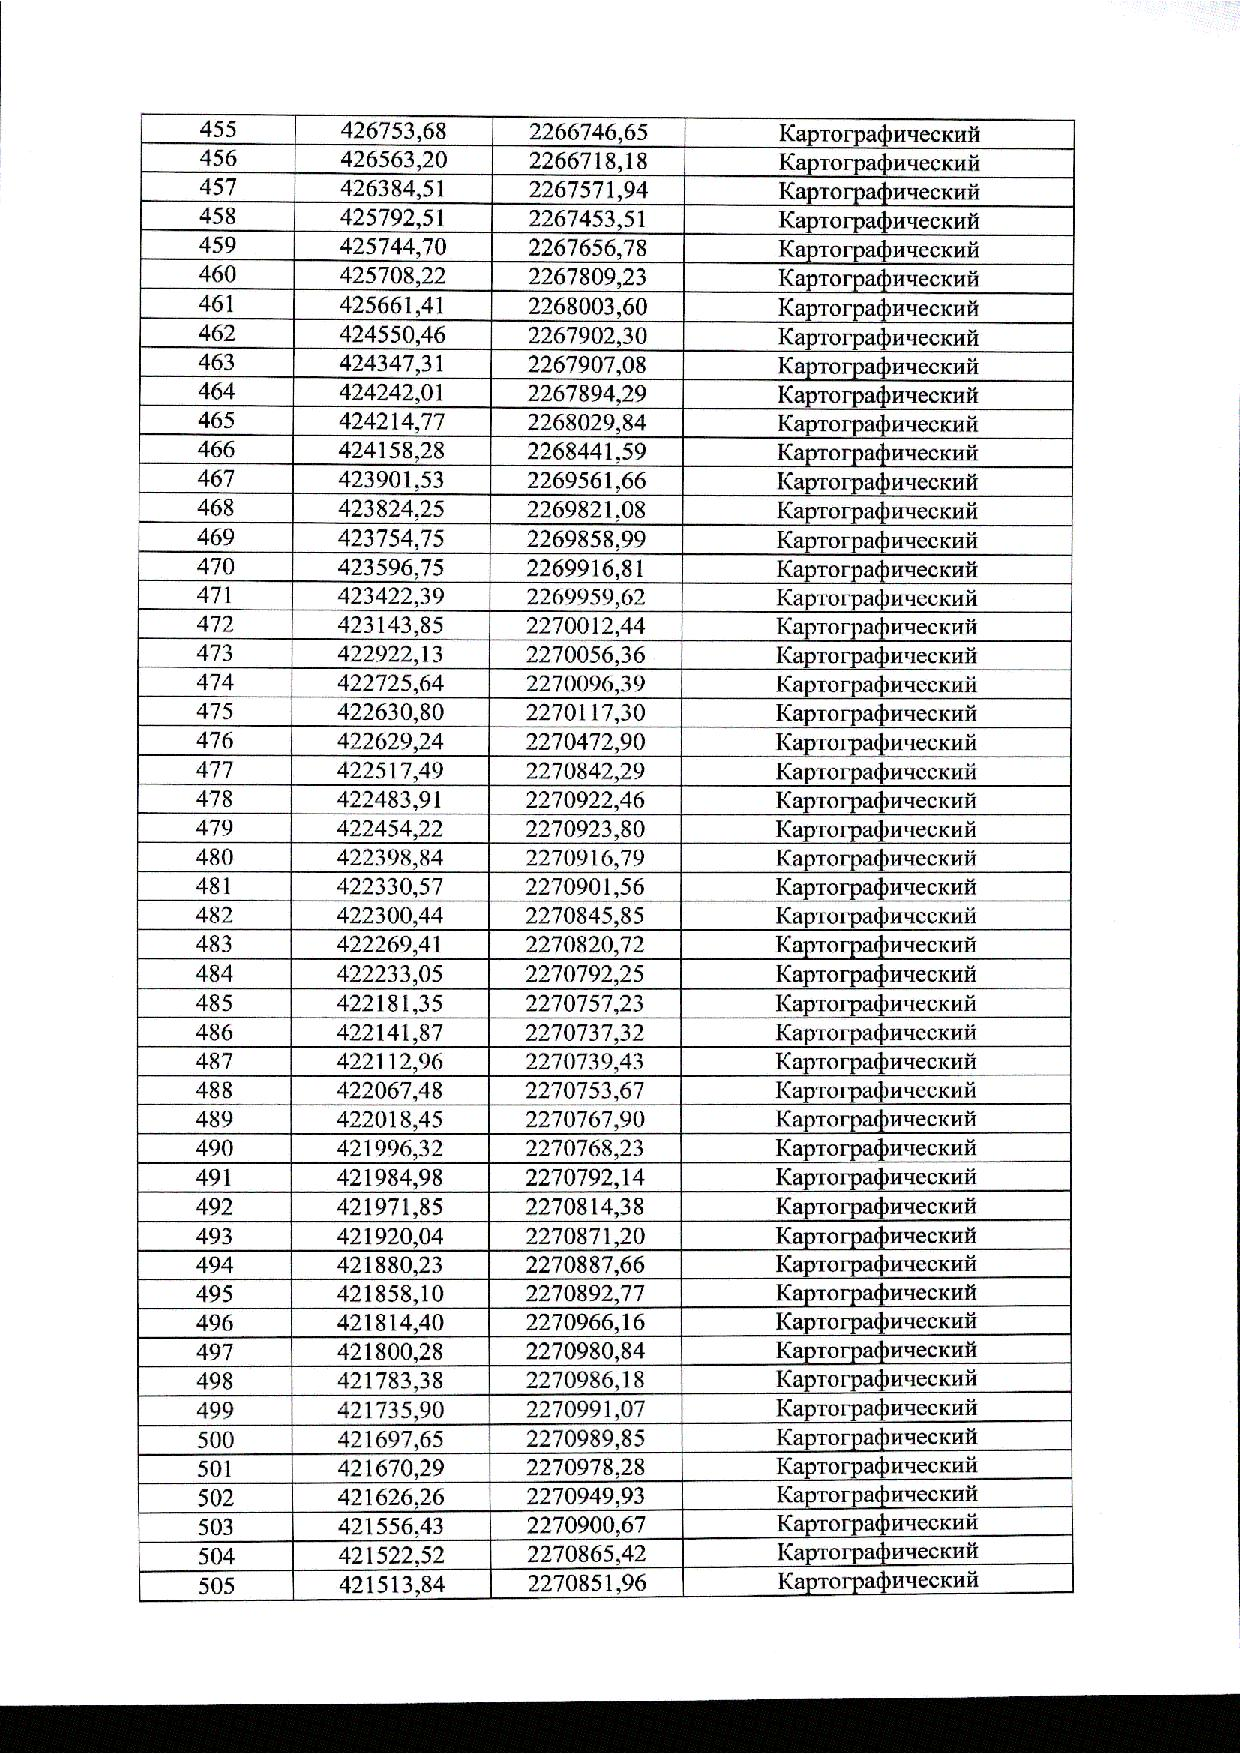 455 426753,68 2266746,65 Картографический
456 426563,20 2266718,18 Картографический
457 426384,51 2267571,94 Картографический
458 425792,51 2267453,51 Картографический
459 425744,70 2267656,78 Картографический
460 425708,22 2267809,23 Картографический
461 425661,41 2268003,60 Картографический
462 424550,46 2267902,30 Картографический
463 424347,31 2267907,08 Картографический
464 424242,01 2267894,29 Картографический
465 424214,77 2268029,84 Картографический
466 424158,28 2268441,59 Картографический
467 423901,53 2269561,66 Картографический
468 423824,25 2269821,08 Картографический
469 423754,75 2269858,99 Картографический
470 423596,75 2269916,81 Картографический
471 423422,39 2269959,62 Картографический
472 423143,85 2270012,44 Картографический
473 422922,13 2270056,36 Картографический
474 422725,64 2270096,39 Картографический
475 422630,80 2270117,30 Картографический
476 422629,24 2270472,90 Картографический
477 422517,49 2270842,29 Картографический
478 422483,91 2270922,46 Картографический
479 422454,22 2270923,80 Картографический
480 422398,84 2270916,79 Картографический
481 422330,57 2270901,56 Картографический
482 422300,44 2270845,85 Картографический
483 422269,41 2270820,72 Картографический
484 422233,05 2270792,25 Картографический
485 422181,35 2270757,23 Картографический
486 422141,87 2270737,32 Картографический
487 422112,96 2270739,43 Картографический
488 422067,48 2270753,67 Картографический
489 422018,45 2270767,90 Картографический
490 421996,32 2270768,23 Картографический
491 421984,98 2270792,14 Картографический
492 421971,85 2270814,38 Картографический
493 421920,04 2270871,20 Картографический
494 421880,23 2270887,66 Картографический
495 421858,10 2270892,77 Картографический
496 421814,40 2270966,16 Картографический
497 421800,28 2270980,84 Картографический
498 421783,38 2270986,18 Картографический
499 421735,90 2270991,07 Картографический
500 421697,65 2270989,85 Картографический
501 421670,29 2270978,28 Картографический
502 421626,26 2270949,93 Картографический
503 421556,43 2270900,67 Картографический
504 421522,52 2270865,42 Картографический
505 421513,84 2270851,96 Картографический